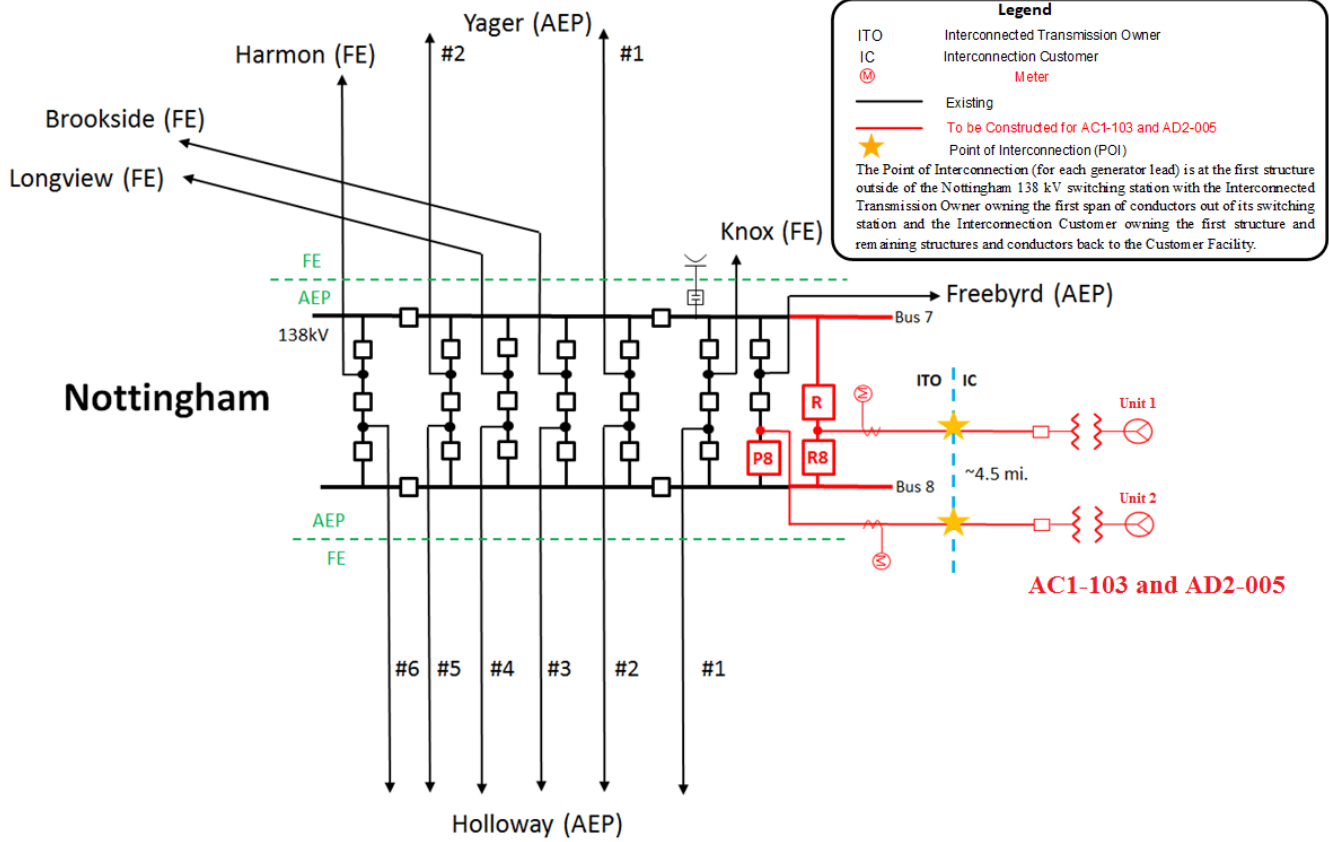 Legend
ITO Interconnected Transmission Owner
IC Interconnection Customer
M Meter
Existing
To be Constructed for AC1-103 and AD2-005
Point of Interconnection (POI)
The Point of Interconnection (for each generator lead) is at the first structure
outside of the Nottingham 138 kV switching station with the Interconnected
Transmission Owner owning the first span of conductors out of its switching
station and the Interconnection Customer owning the first structure and
remaining structures and conductors back to the Customer Facility.
Yager (AEP)
#2 #1
Harmon (FE)
Brookside (FE)
Longview (FE)
Knox (FE)
FE
AEP
Freebyrd (AEP)
138kV
Bus 7
Nottingham
ITO IC
M
R
Unit 1
P8
R8
~4.5 mi.
Bus 8
Unit 2
AEP
FE
M
AC1-103 and AD2-005
#6 #5 #4 #3 #2 #1
Holloway (AEP)